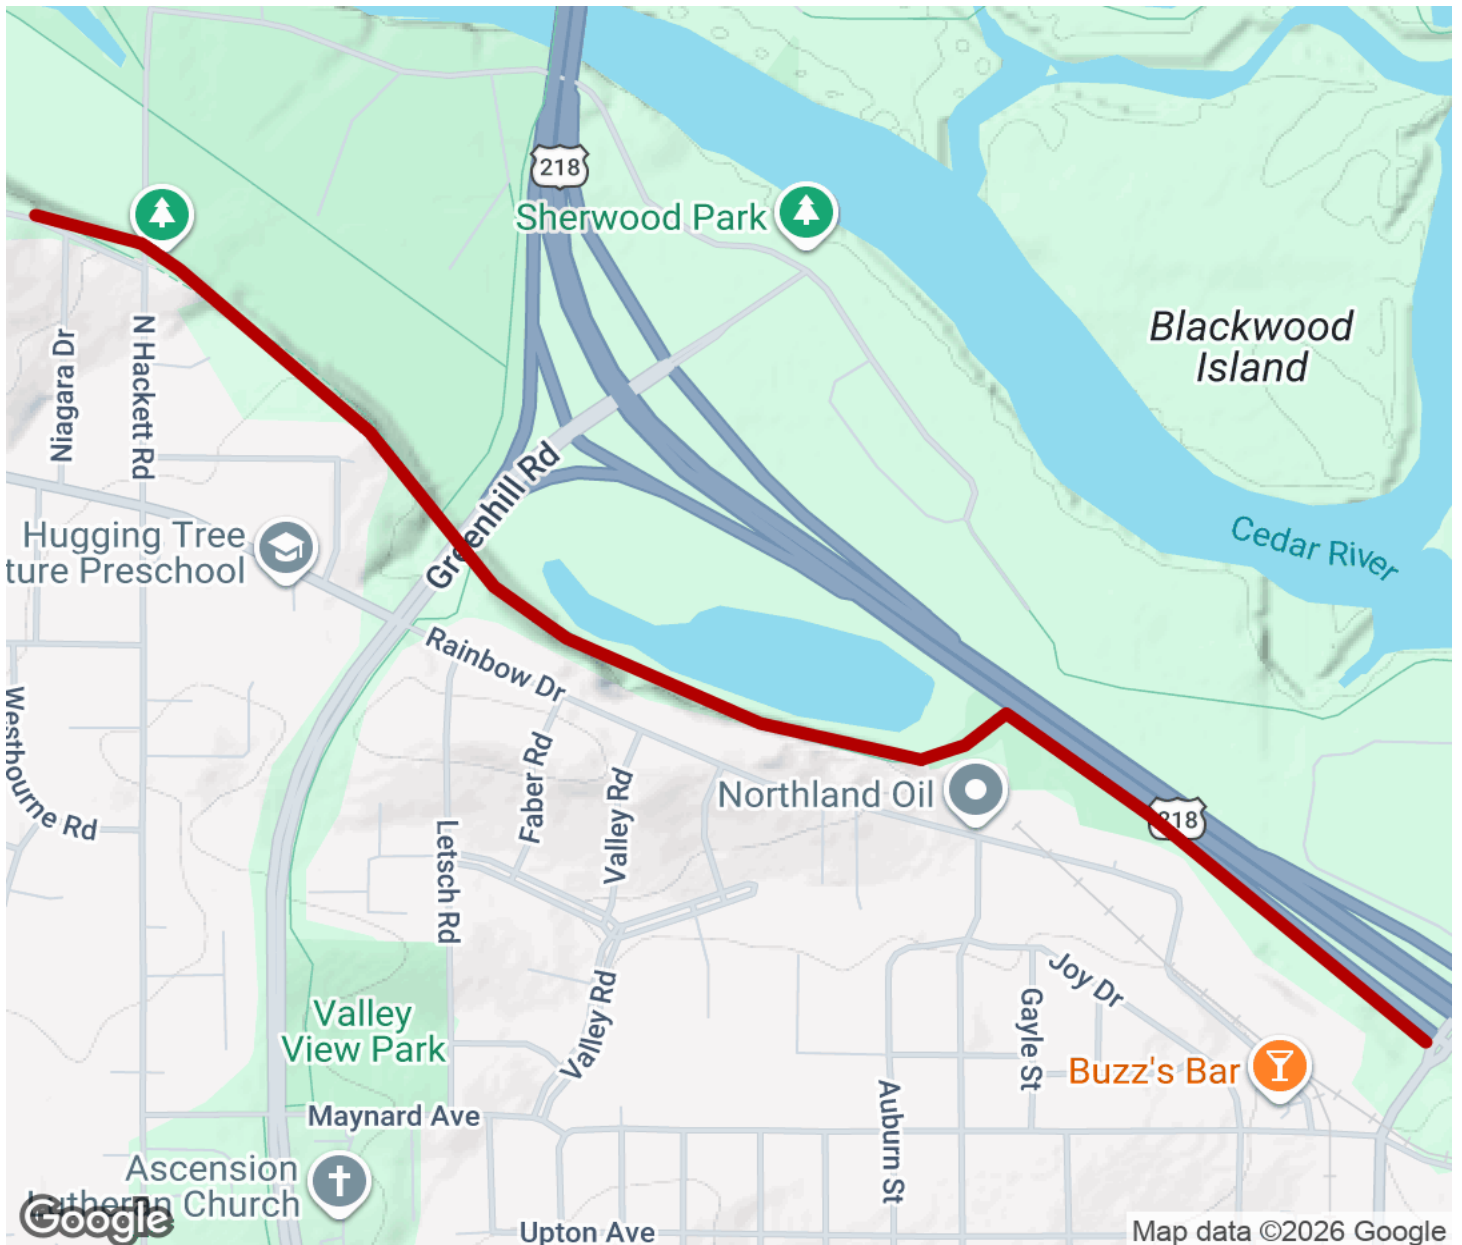 218
Sherwood Park
Blackwood
Island
Niagara Dr
N Hackett Rd
Greenhill Rd
Hugging Tree
ture Preschool
Cedar River
Rainbow Dr
Westbourne Rd
Faber Rd
Valley Rd
Northland Oil
218
Letsch Rd
Joy Dr
Valley Rd
Gayle St
Valley
View Park
Buzz's Bar
Auburn St
Maynard Ave
Ascension
Lutheran Church
Google
Upton Ave
Map data ©2026 Google